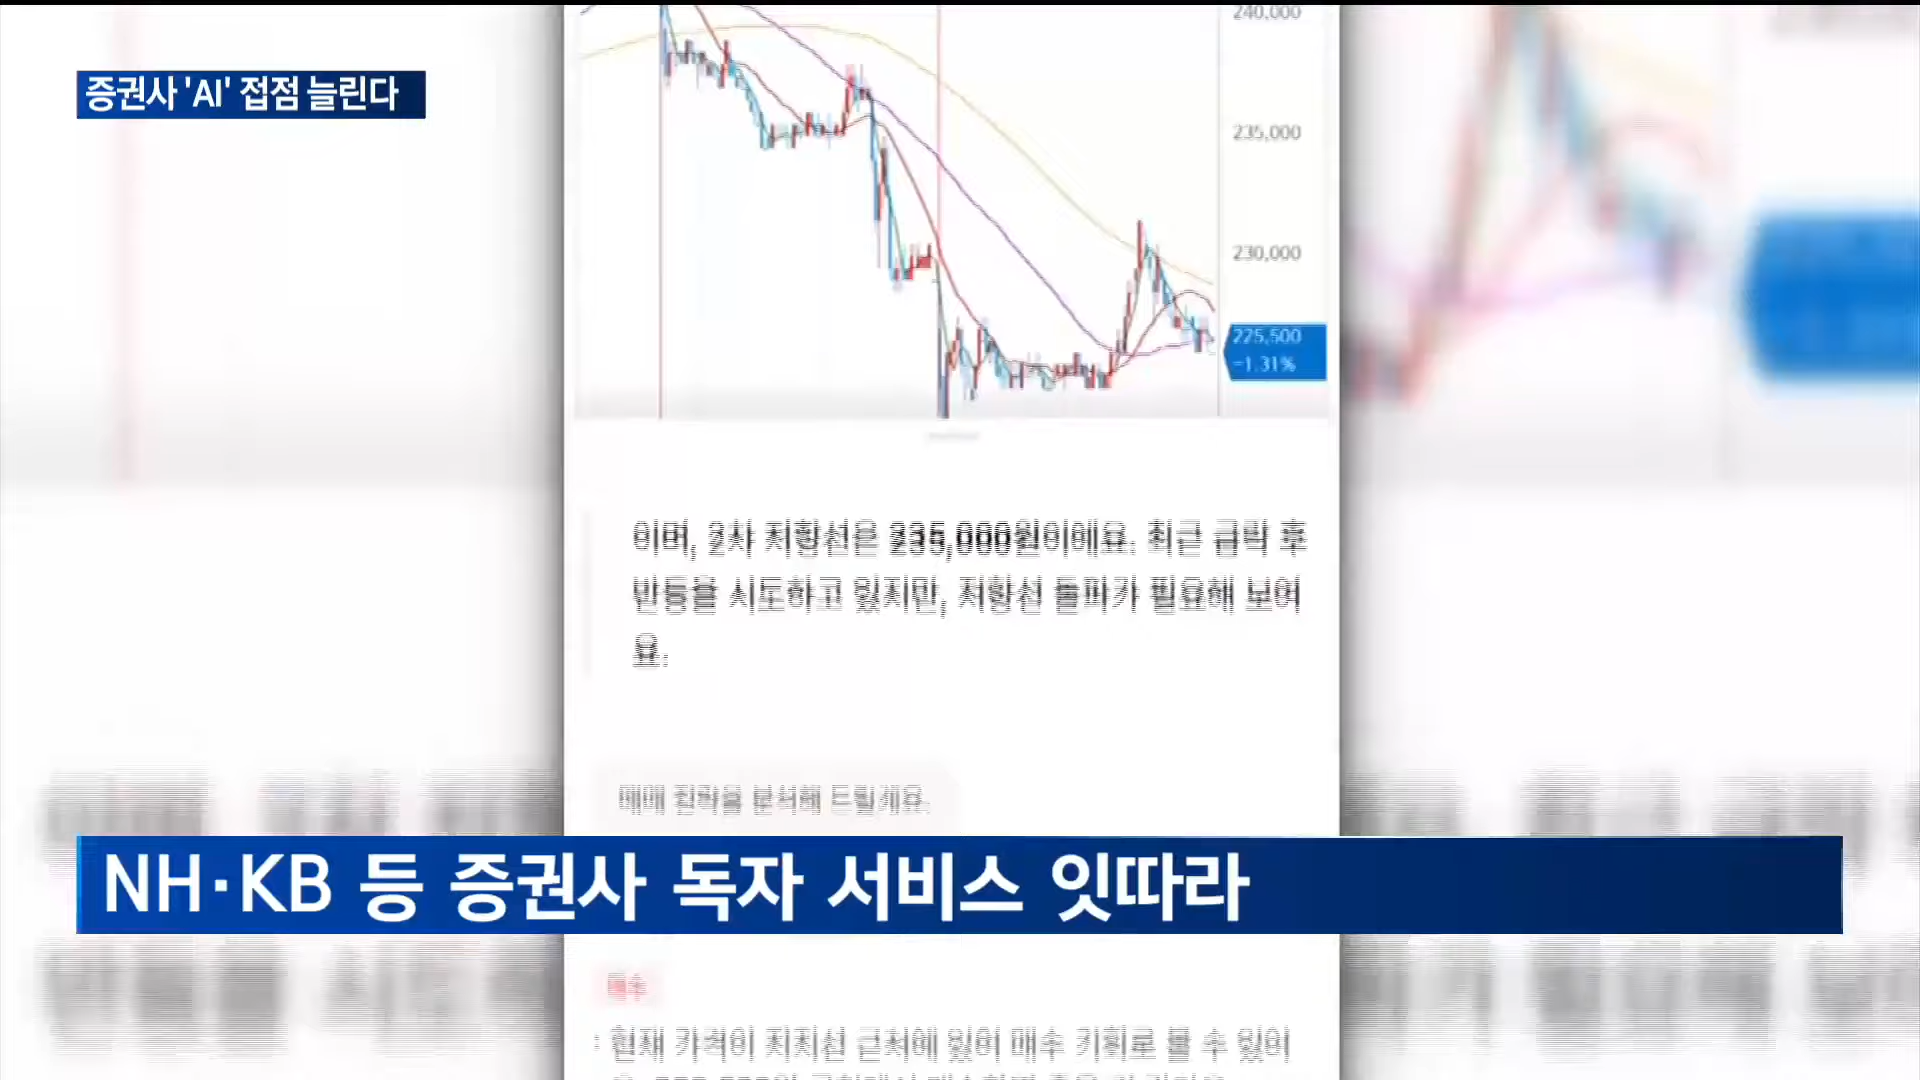 240,000
증권사 'AI' 접점 늘린다
235,000
230,000
225,500
-1.31%
이며, 2차 저항선은 235,000원이에요. 최근 급락 후
반등을 시도하고 있지만, 저항선 돌파가 필요해 보여
요.
매매 전략을 분석해 드릴게요.
NH·KB 등 증권사 독자 서비스 잇따라
매수
현재 가격이 지지선 근처에 있어 매수 기회로 볼 수 있어